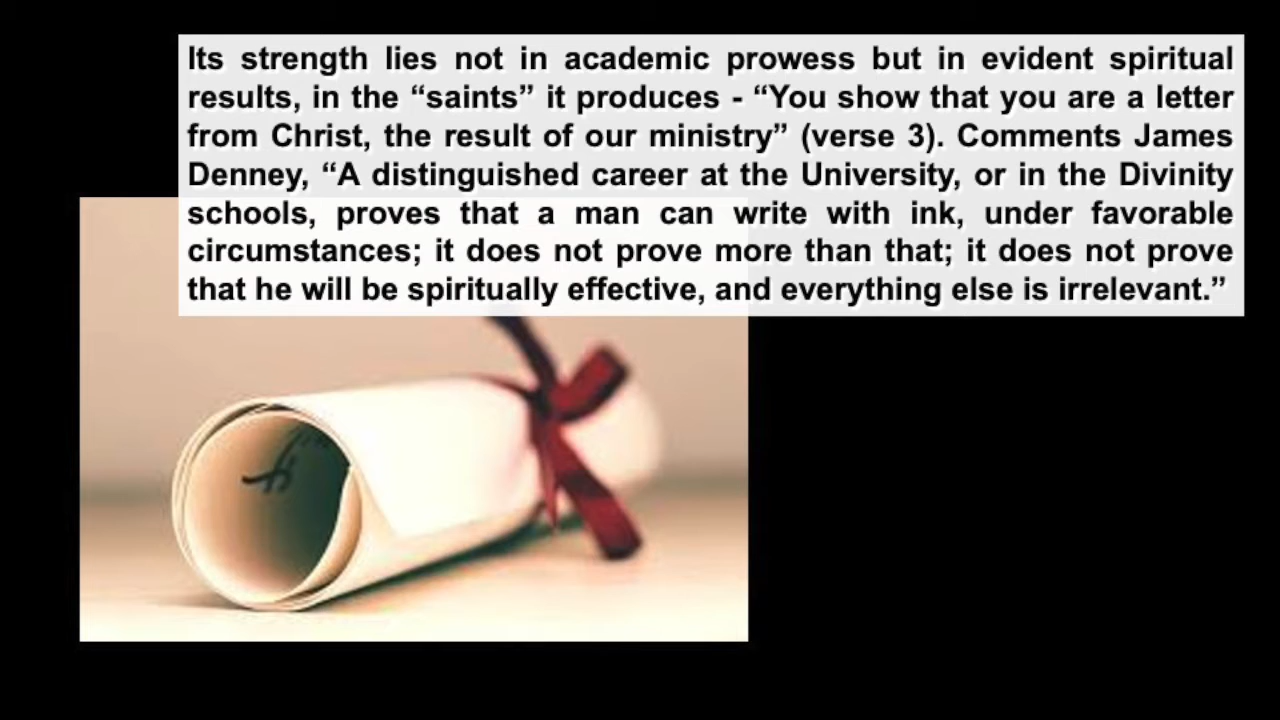 Its strength lies not in academic prowess but in evident spiritual
results, in the “saints” it produces - “You show that you are a letter
from Christ, the result of our ministry” (verse 3). Comments James
Denney, “A distinguished career at the University, or in the Divinity
schools, proves that a man can write with ink, under favorable
circumstances; it does not prove more than that; it does not prove
that he will be spiritually effective, and everything else is irrelevant.”